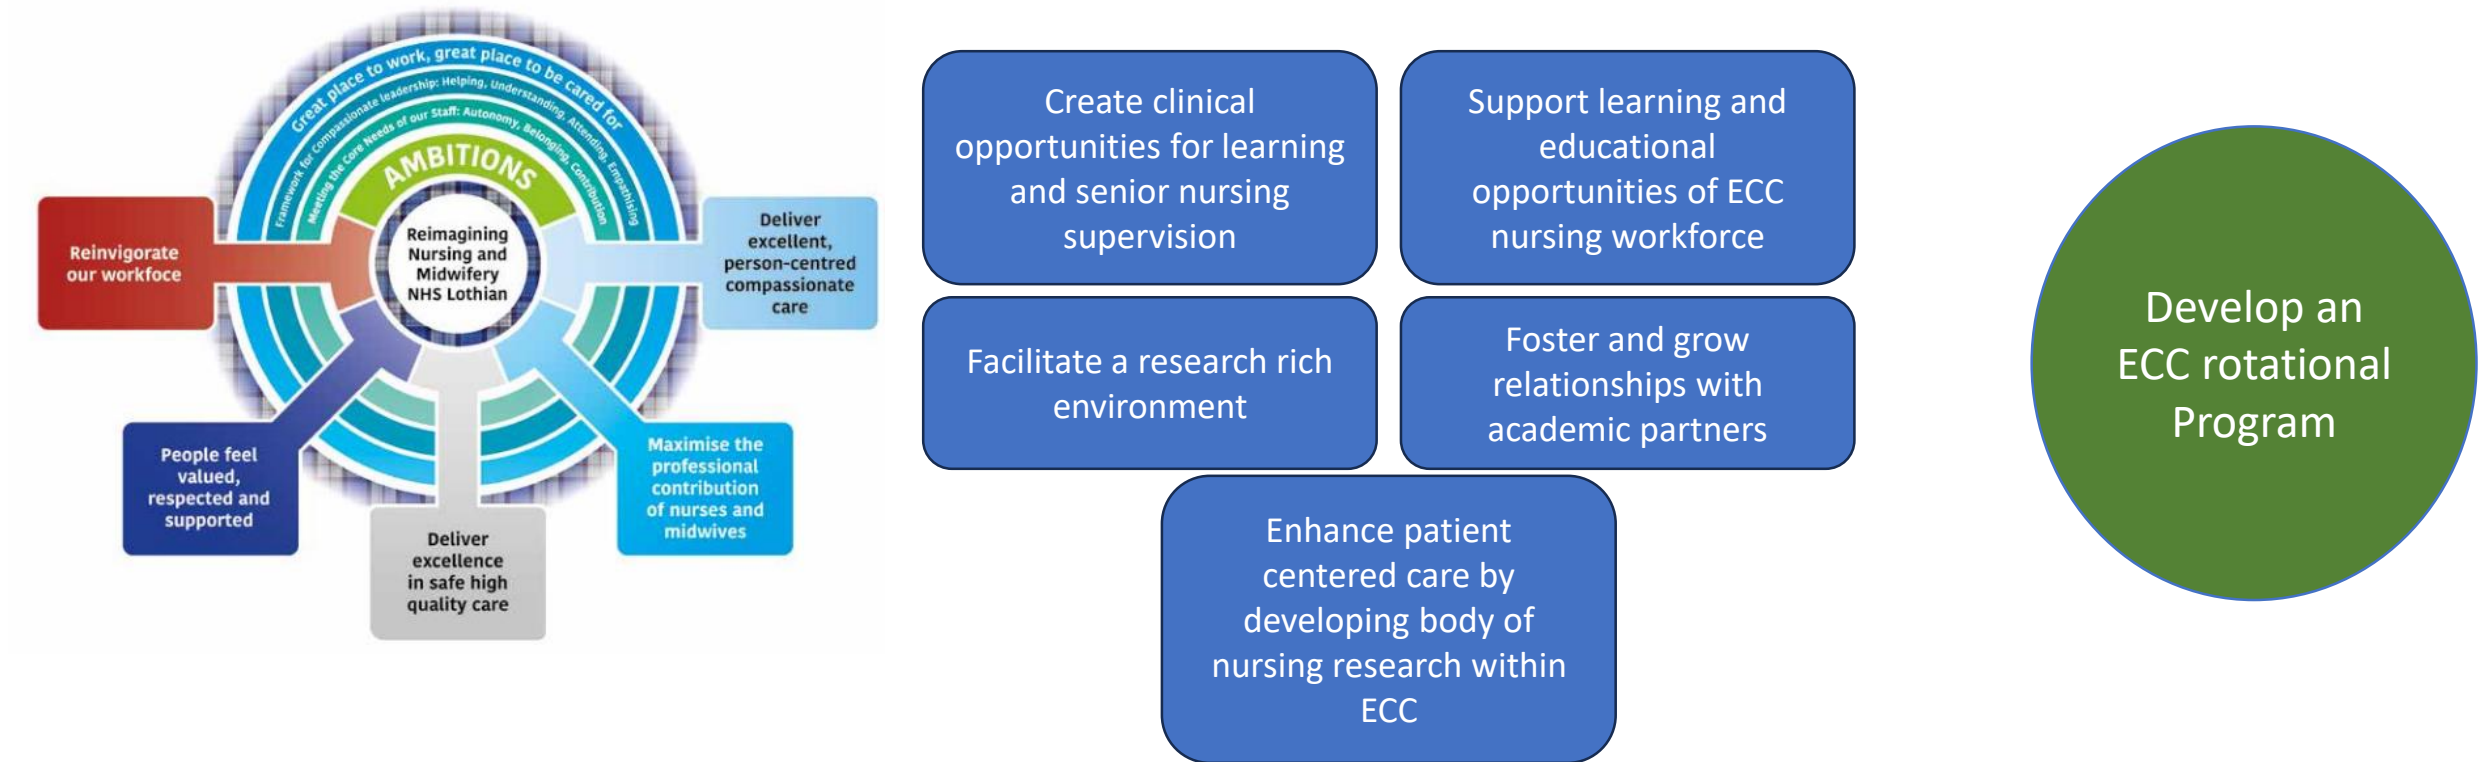 Great place to work, great place to be cared for
Framework for Compassionate leadership: Helping, Understanding, Attending, Empathising
Meeting the Core Needs of our Staff: Autonomy, Belonging, Contribution
AMBITIONS
Reimagining
Nursing and
Midwifery
NHS Lothian
Reinvigorate
our workfoce
Deliver
excellent,
person-centred
compassionate
care
People feel
valued,
respected and
supported
Deliver
excellence
in safe high
quality care
Maximise the
professional
contribution
of nurses and
midwives
Create clinical
opportunities for learning
and senior nursing
supervision
Support learning and
educational
opportunities of ECC
nursing workforce
Facilitate a research rich
environment
Foster and grow
relationships with
academic partners
Enhance patient
centered care by
developing body of
nursing research within
ECC
Develop an
ECC rotational
Program